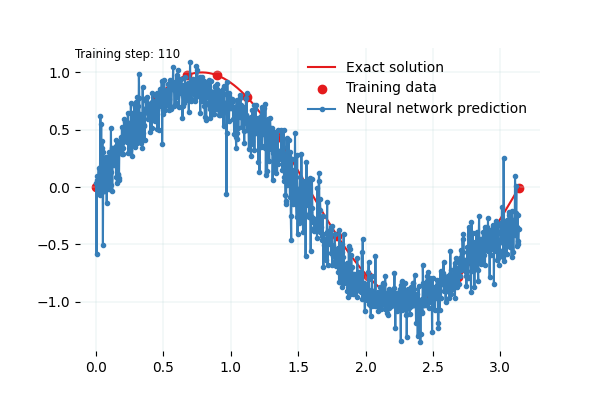 Training step: 110
Exact solution
Training data
Neural network prediction
1.0
0.5
0.0
−0.5
−1.0
0.0 0.5 1.0 1.5 2.0 2.5 3.0